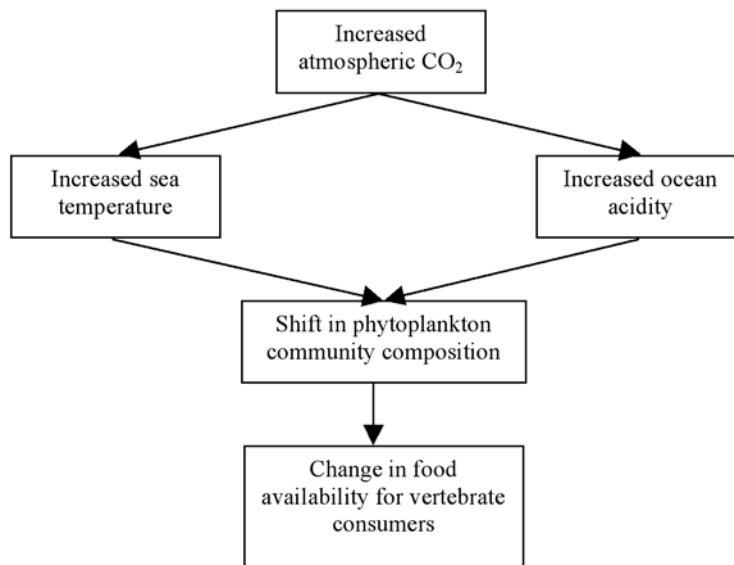 Increased
atmospheric CO₂
Increased sea
temperature
Increased ocean
acidity
Shift in phytoplankton
community composition
Change in food
availability for vertebrate
consumers